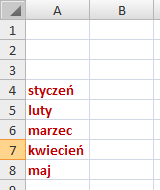 A B
1
2
3
4 styczeń
5 luty
6 marzec
7 kwiecień
8 maj